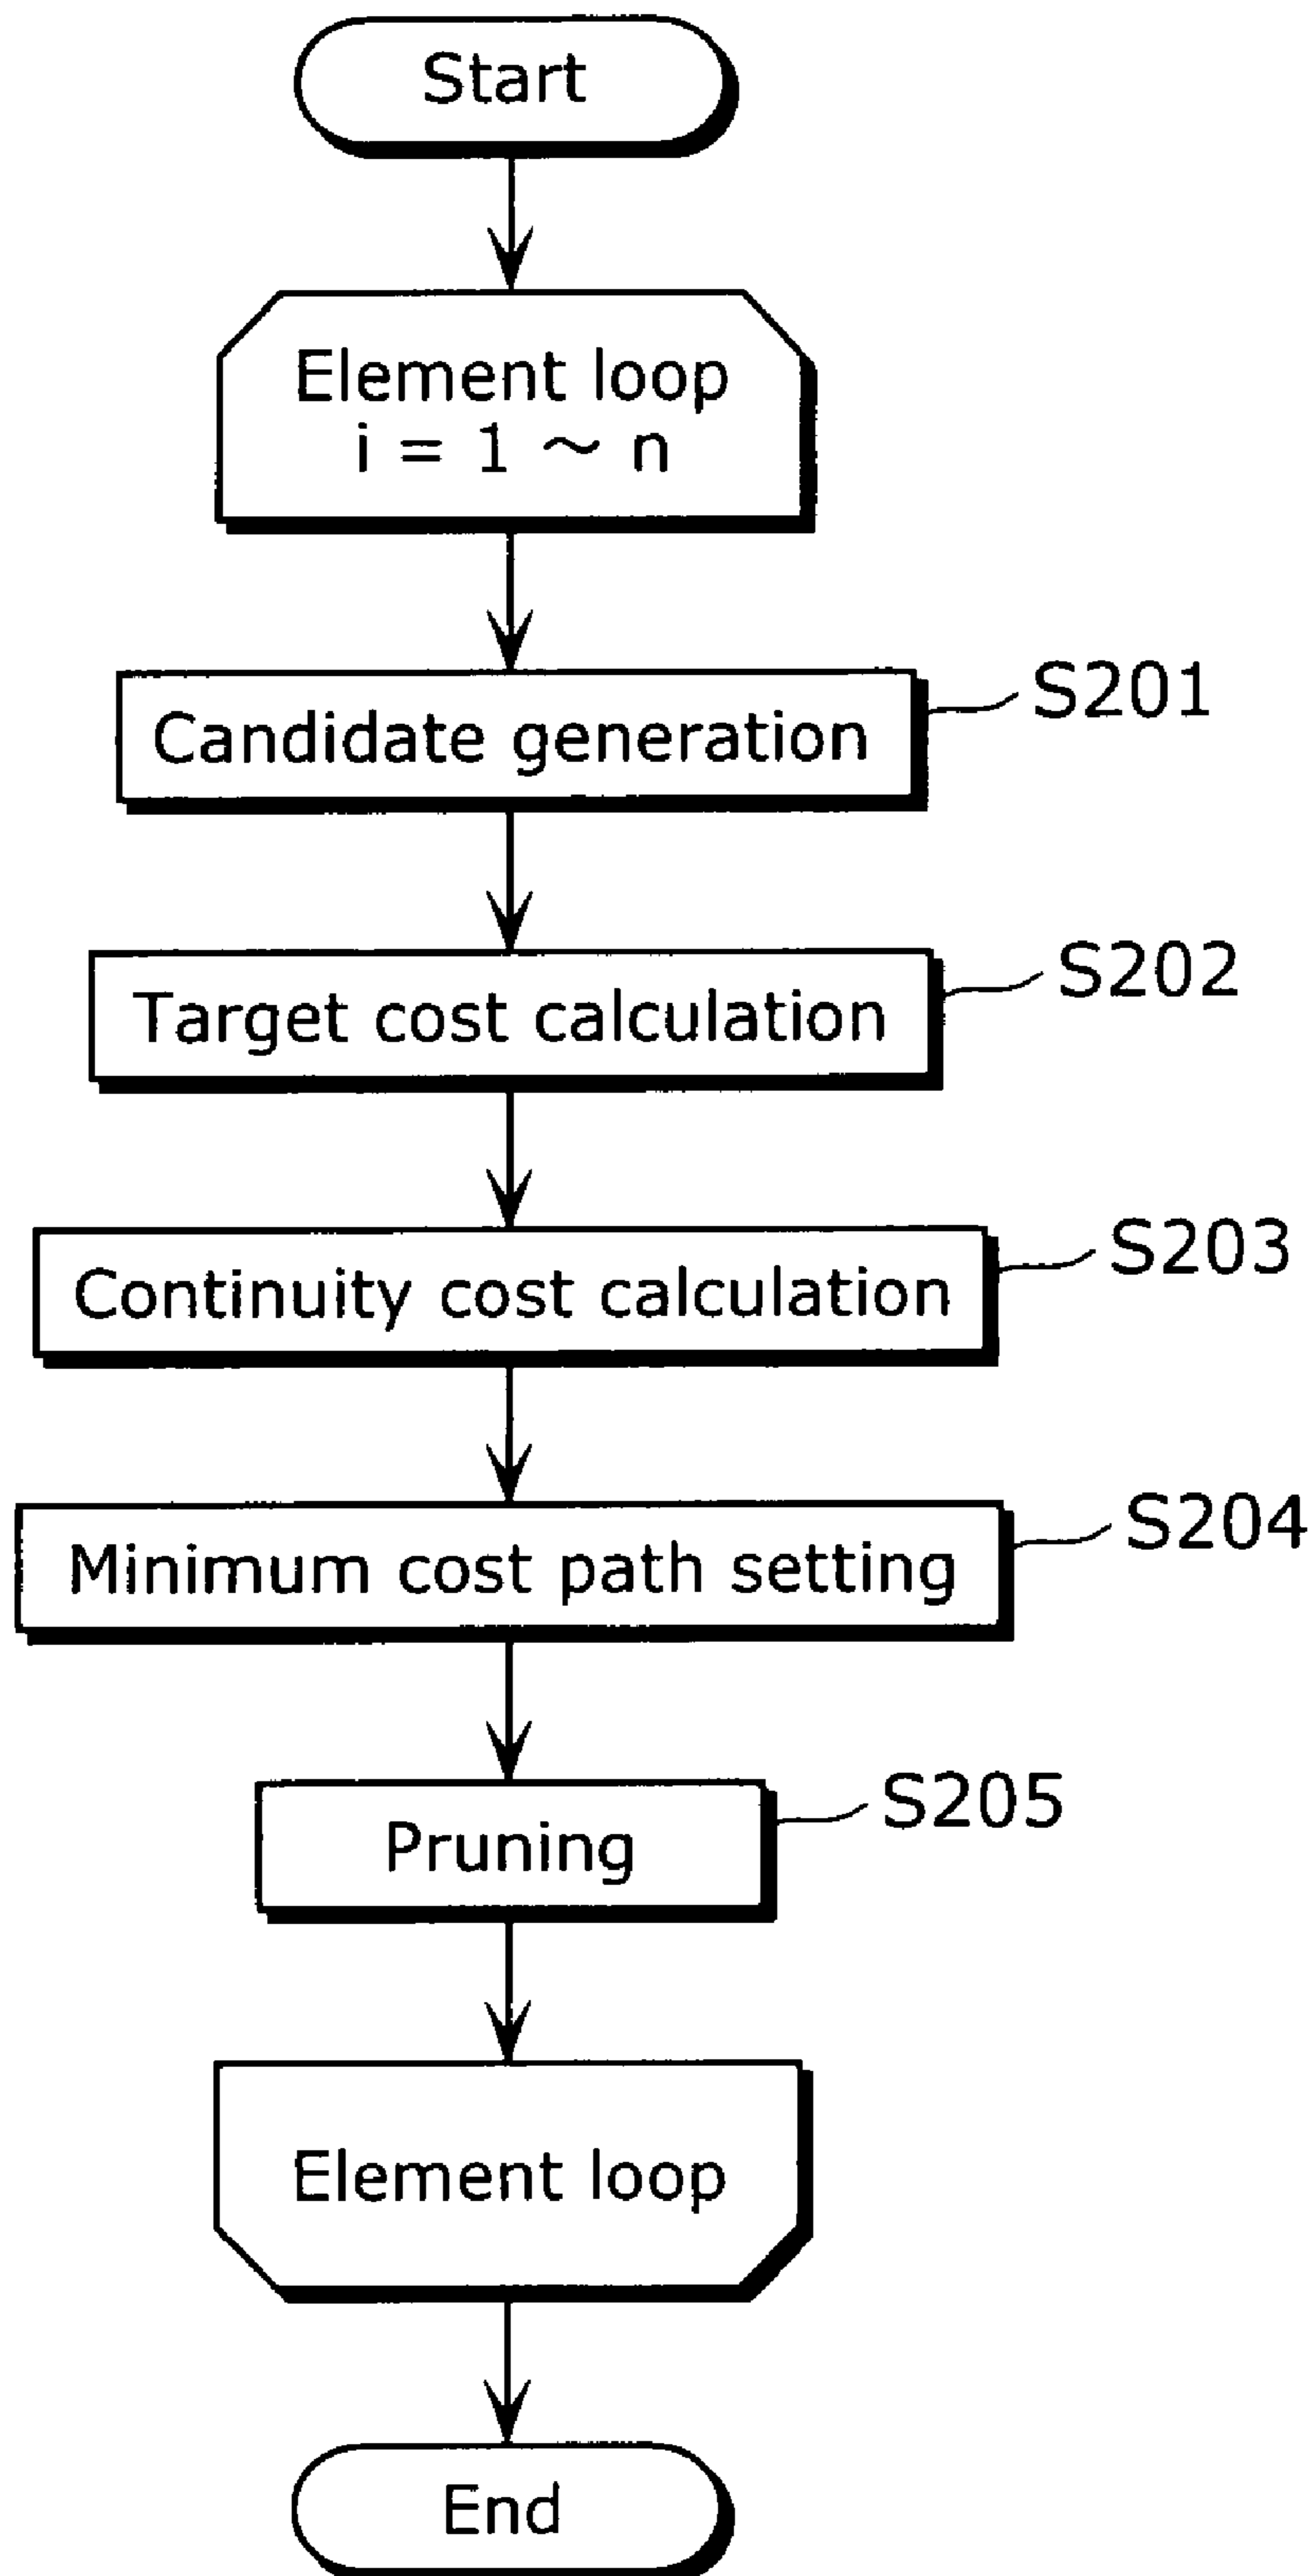 Start
Element loop
i = 1 ~ n
Candidate generation
S201
Target cost calculation
S202
Continuity cost calculation
S203
Minimum cost path setting
S204
Pruning
S205
Element loop
End